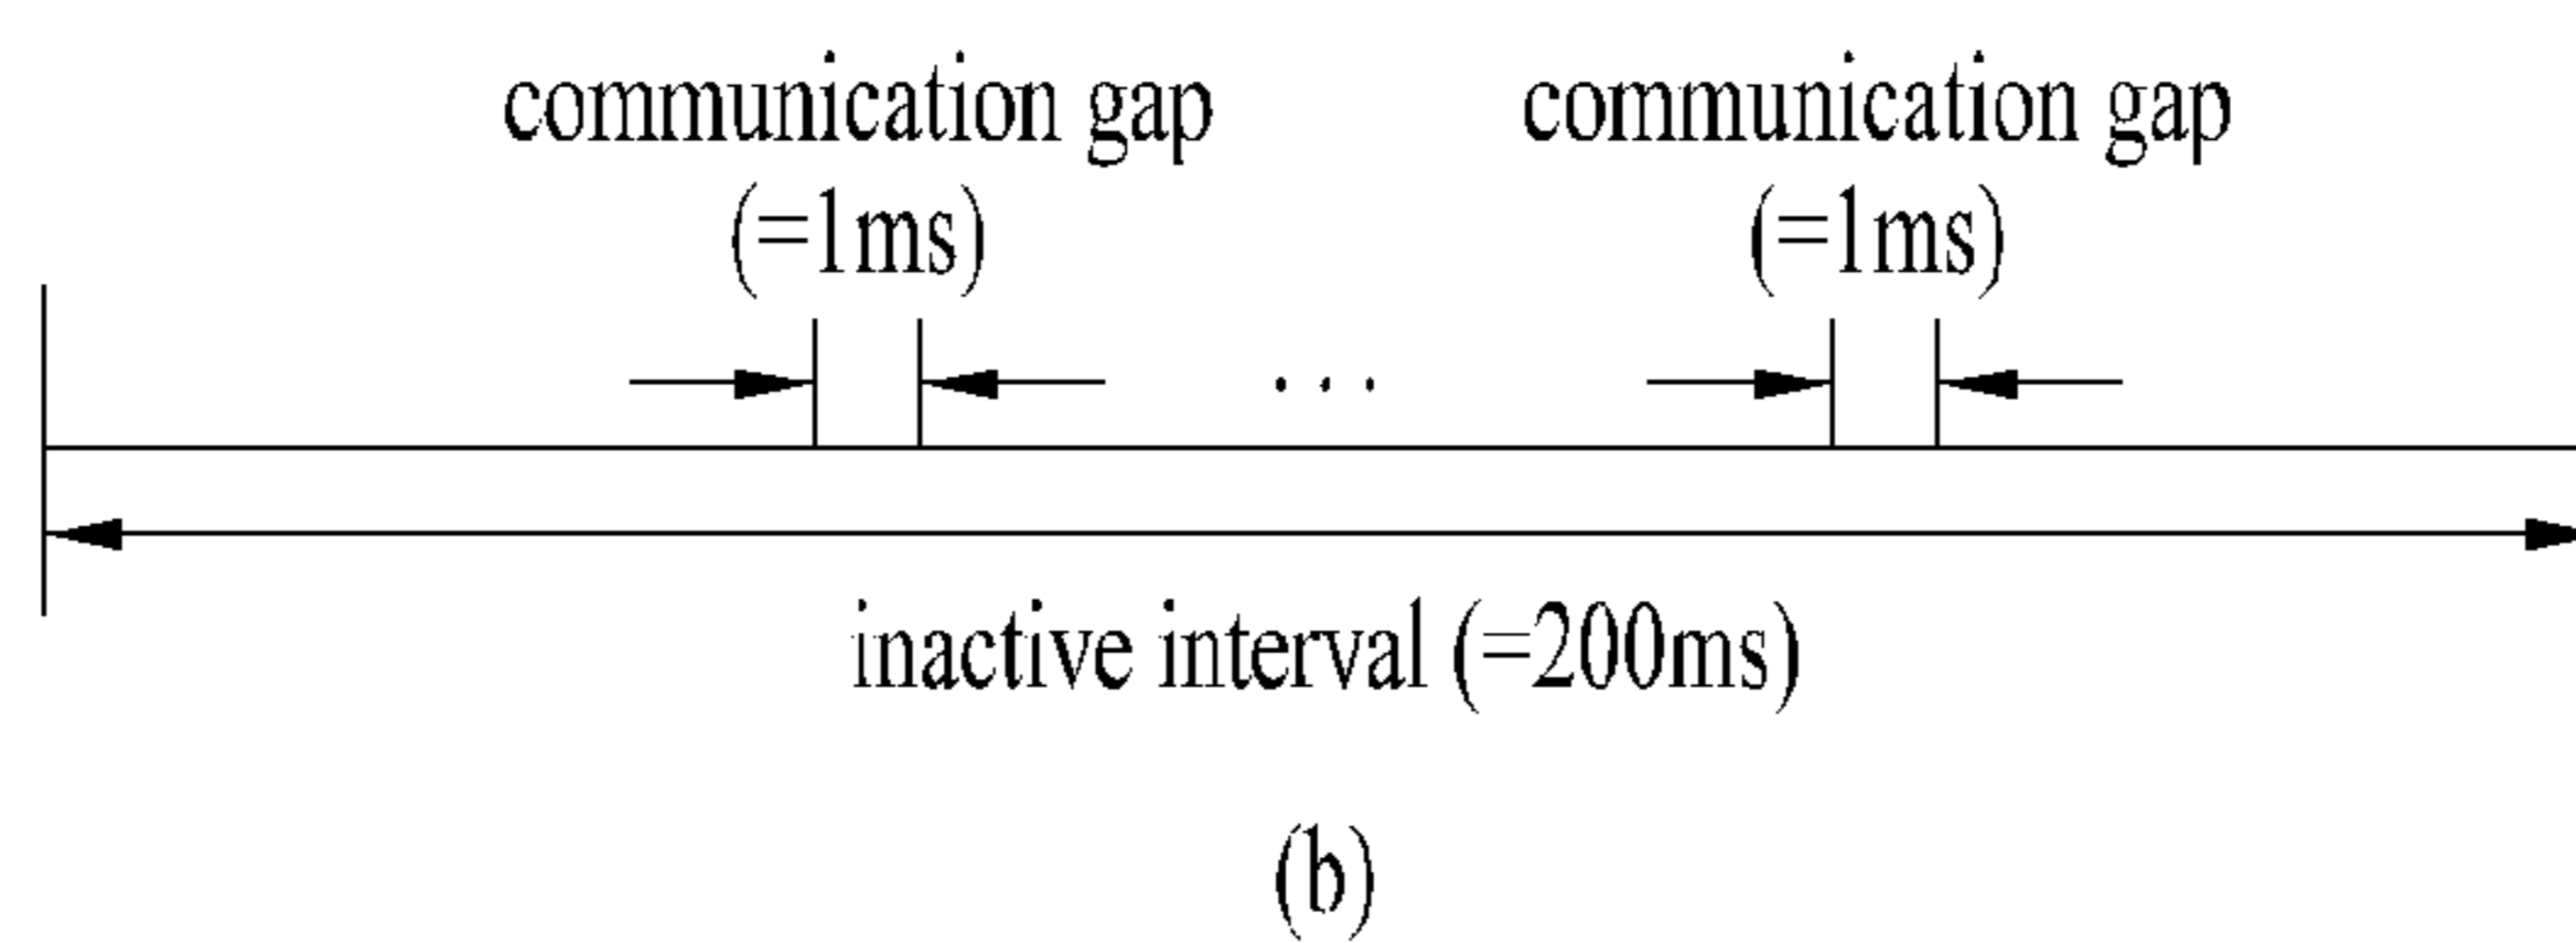 communication gap communication gap
(=1ms) (=1ms)
...
inactive interval (=200ms)
(b)